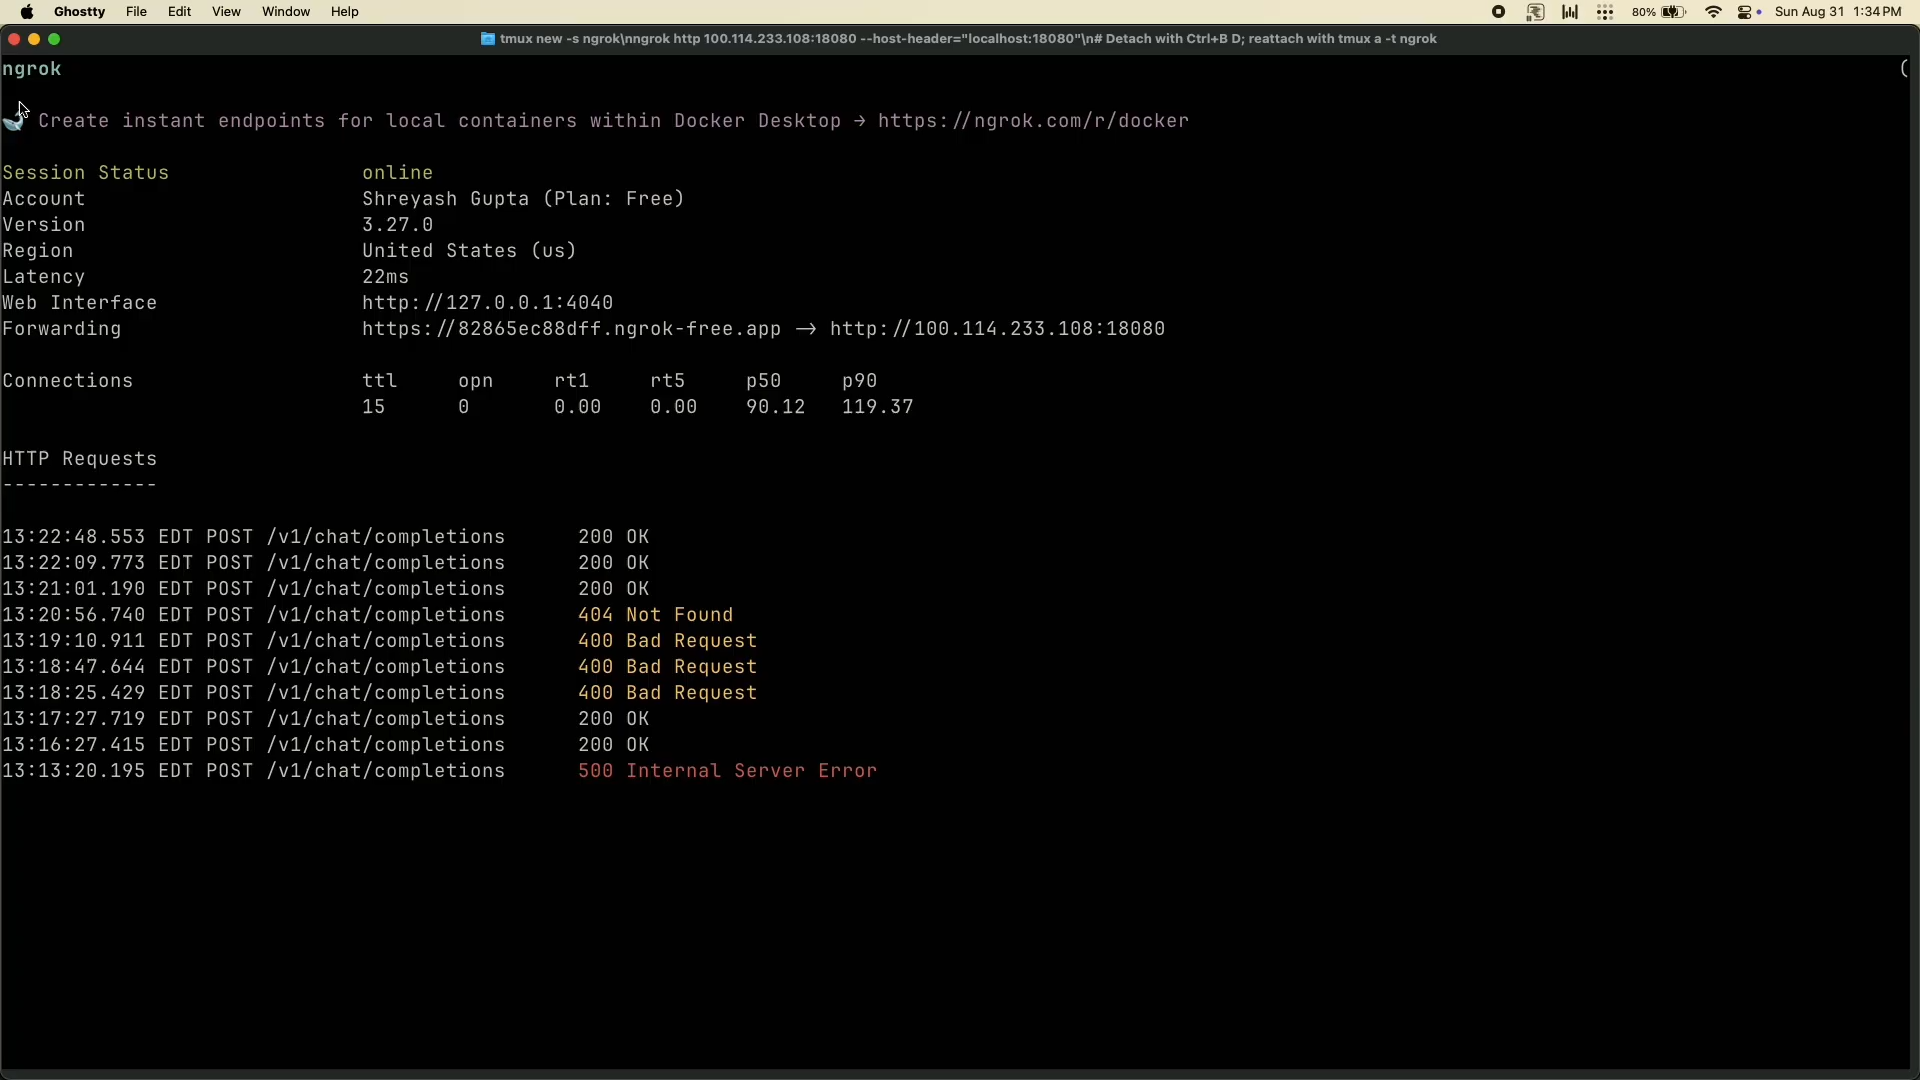 Ghostty File Edit View Window Help 80% Sun Aug 31 1:34 PM
tmux new -s ngrok\nngrok http 100.114.233.108:18080 --host-header="localhost:18080"\n# Detach with Ctrl+B D; reattach with tmux a -t ngrok
ngrok (
Create instant endpoints for local containers within Docker Desktop → https://ngrok.com/r/docker
Session Status online
Account Shreyash Gupta (Plan: Free)
Version 3.27.0
Region United States (us)
Latency 22ms
Web Interface http://127.0.0.1:4040
Forwarding https://82865ec88dff.ngrok-free.app -> http://100.114.233.108:18080
Connections ttl opn rt1 rt5 p50 p90
15 0 0.00 0.00 90.12 119.37
HTTP Requests
-------------
13:22:48.553 EDT POST /v1/chat/completions 200 OK
13:22:09.773 EDT POST /v1/chat/completions 200 OK
13:21:01.190 EDT POST /v1/chat/completions 200 OK
13:20:56.740 EDT POST /v1/chat/completions 404 Not Found
13:19:10.911 EDT POST /v1/chat/completions 400 Bad Request
13:18:47.644 EDT POST /v1/chat/completions 400 Bad Request
13:18:25.429 EDT POST /v1/chat/completions 400 Bad Request
13:17:27.719 EDT POST /v1/chat/completions 200 OK
13:16:27.415 EDT POST /v1/chat/completions 200 OK
13:13:20.195 EDT POST /v1/chat/completions 500 Internal Server Error